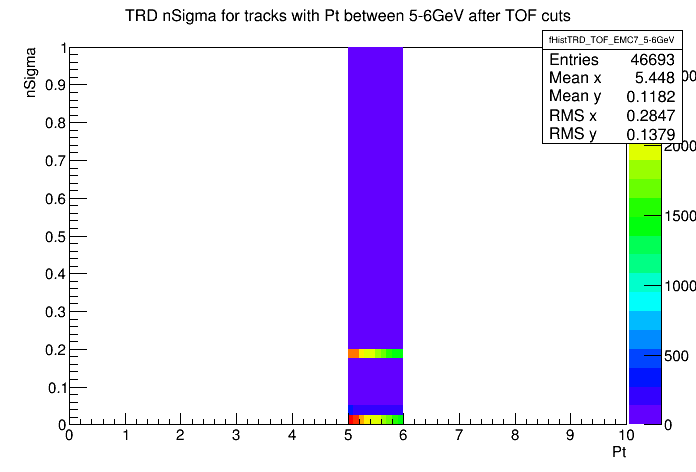 TRD nSigma for tracks with Pt between 5-6GeV after TOF cuts
fHistTRD_TOF_EMC7_5-6GeV
Entries 46693
Mean x 5.448
Mean y 0.1182
RMS x 0.2847
RMS y 0.1379
nSigma
1
0.9
0.8
0.7
0.6
0.5
0.4
0.3
0.2
0.1
0
0 1 2 3 4 5 6 7 8 9 10
Pt
2000
1500
1000
500
0